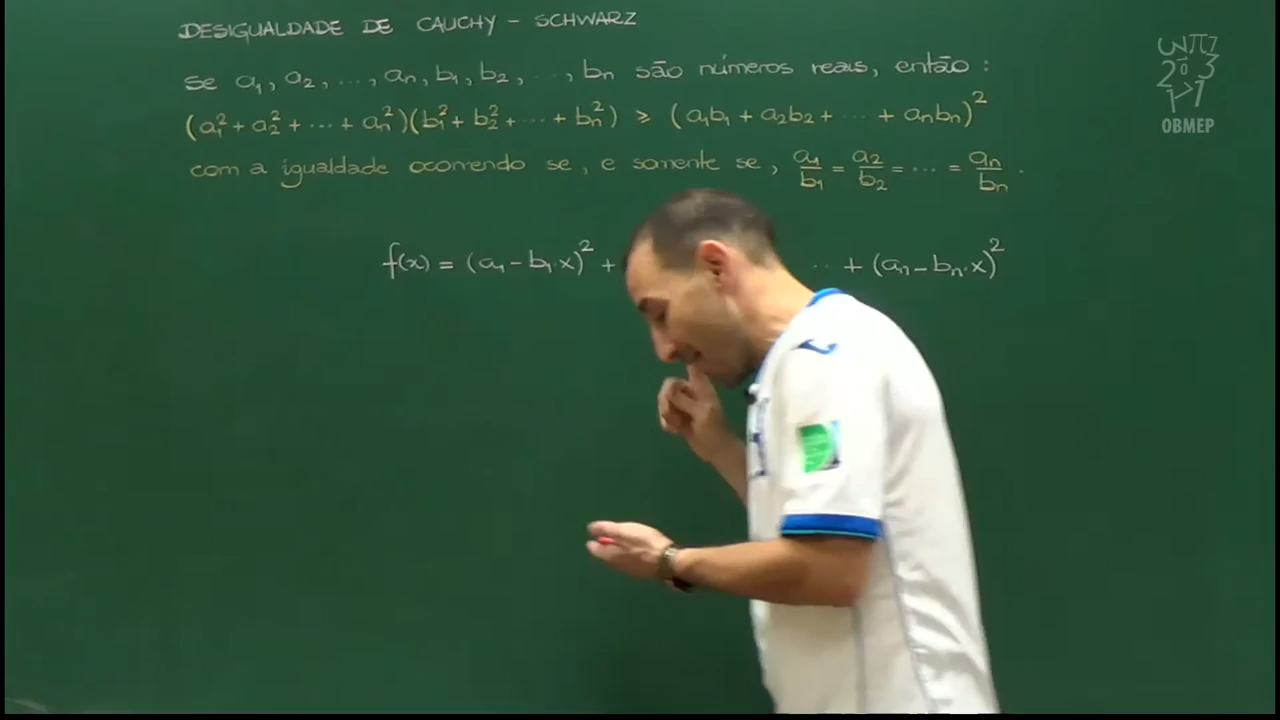 DESIGUALDADE DE CAUCHY - SCHWARZ
Se a₁, a₂, ..., aₙ, b₁, b₂, ..., bₙ são números reais, então :
(a₁² + a₂² + ... + aₙ²)(b₁² + b₂² + ... + bₙ²) ≥ (a₁b₁ + a₂b₂ + ... + aₙbₙ)²
com a igualdade ocorrendo se, e somente se, a₁/b₁ = a₂/b₂ = ... = aₙ/bₙ .
f(x) = (a₁ - b₁·x)² + ... + (aₙ - bₙ·x)²
OBMEP